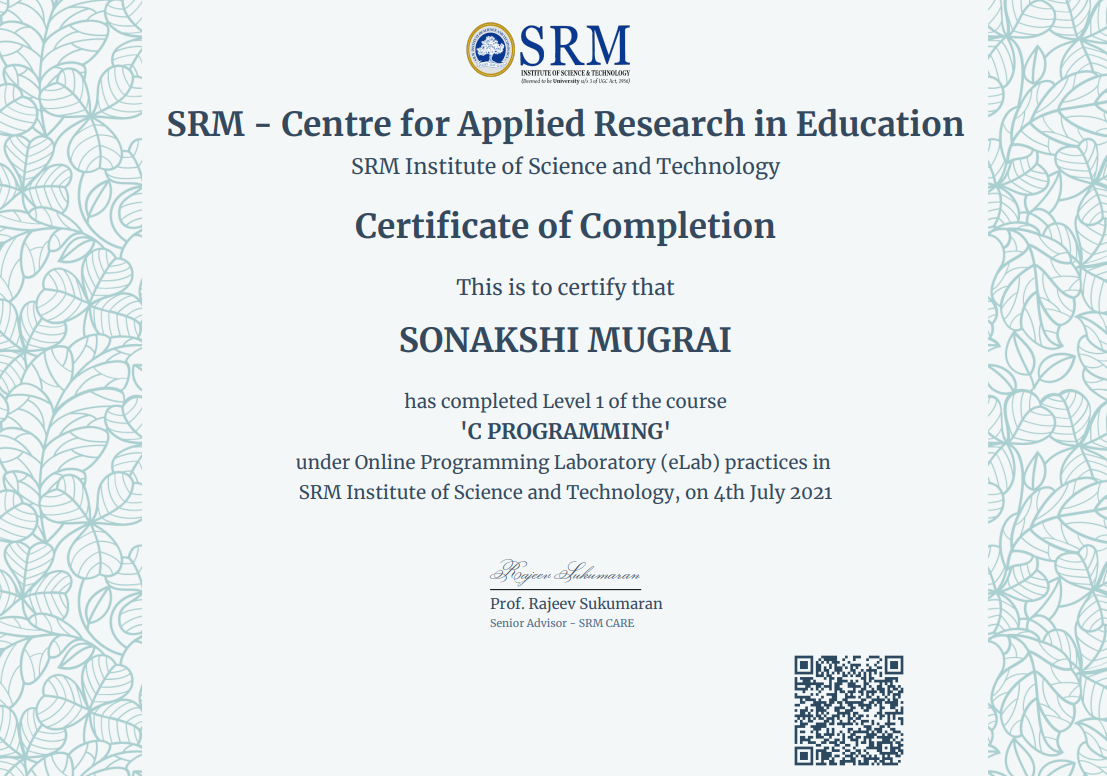 SRM
INSTITUTE OF SCIENCE & TECHNOLOGY
(Deemed to be University u/s 3 of UGC Act, 1956)
SRM - Centre for Applied Research in Education
SRM Institute of Science and Technology
Certificate of Completion
This is to certify that
SONAKSHI MUGRAI
has completed Level 1 of the course
'C PROGRAMMING'
under Online Programming Laboratory (eLab) practices in
SRM Institute of Science and Technology, on 4th July 2021
Rajeev Sukumaran
Prof. Rajeev Sukumaran
Senior Advisor - SRM CARE